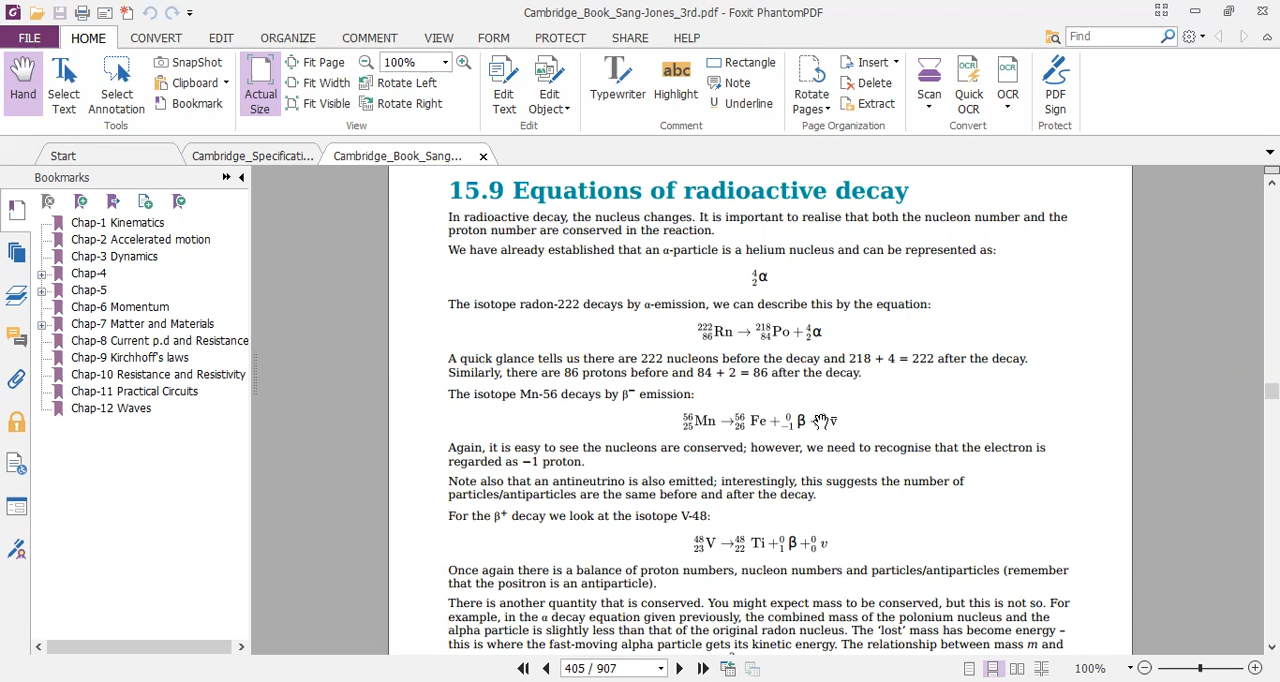 Cambridge_Book_Sang-Jones_3rd.pdf - Foxit PhantomPDF
FILE HOME CONVERT EDIT ORGANIZE COMMENT VIEW FORM PROTECT SHARE HELP Find
Hand
Select Text
Select Annotation
SnapShot
Clipboard
Bookmark
Tools
Actual Size
Fit Page
Fit Width
Fit Visible
100%
Rotate Left
Rotate Right
View
Edit Text
Edit Object
Edit
Typewriter
abc
Highlight
Rectangle
Note
U Underline
Comment
Rotate Pages
Insert
Delete
Extract
Page Organization
Scan
OCR
Quick OCR
OCR
OCR
Convert
PDF Sign
Protect
Start Cambridge_Specificati... Cambridge_Book_Sang...
Bookmarks
Chap-1 Kinematics
Chap-2 Accelerated motion
Chap-3 Dynamics
Chap-4
Chap-5
Chap-6 Momentum
Chap-7 Matter and Materials
Chap-8 Current p.d and Resistance
Chap-9 Kirchhoff's laws
Chap-10 Resistance and Resistivity
Chap-11 Practical Circuits
Chap-12 Waves
15.9 Equations of radioactive decay
In radioactive decay, the nucleus changes. It is important to realise that both the nucleon number and the
proton number are conserved in the reaction.
We have already established that an α-particle is a helium nucleus and can be represented as:
⁴₂α
The isotope radon-222 decays by α-emission, we can describe this by the equation:
²²²₈₆Rn → ²¹⁸₈₄Po + ⁴₂α
A quick glance tells us there are 222 nucleons before the decay and 218 + 4 = 222 after the decay.
Similarly, there are 86 protons before and 84 + 2 = 86 after the decay.
The isotope Mn-56 decays by β⁻ emission:
⁵⁶₂₅Mn →⁵⁶₂₆ Fe + ⁰₋₁β ν̄
Again, it is easy to see the nucleons are conserved; however, we need to recognise that the electron is
regarded as −1 proton.
Note also that an antineutrino is also emitted; interestingly, this suggests the number of
particles/antiparticles are the same before and after the decay.
For the β⁺ decay we look at the isotope V-48:
⁴⁸₂₃V →⁴⁸₂₂ Ti +⁰₁ β +⁰₀ ν
Once again there is a balance of proton numbers, nucleon numbers and particles/antiparticles (remember
that the positron is an antiparticle).
There is another quantity that is conserved. You might expect mass to be conserved, but this is not so. For
example, in the α decay equation given previously, the combined mass of the polonium nucleus and the
alpha particle is slightly less than that of the original radon nucleus. The ‘lost’ mass has become energy –
this is where the fast-moving alpha particle gets its kinetic energy. The relationship between mass m and
405 / 907
100%